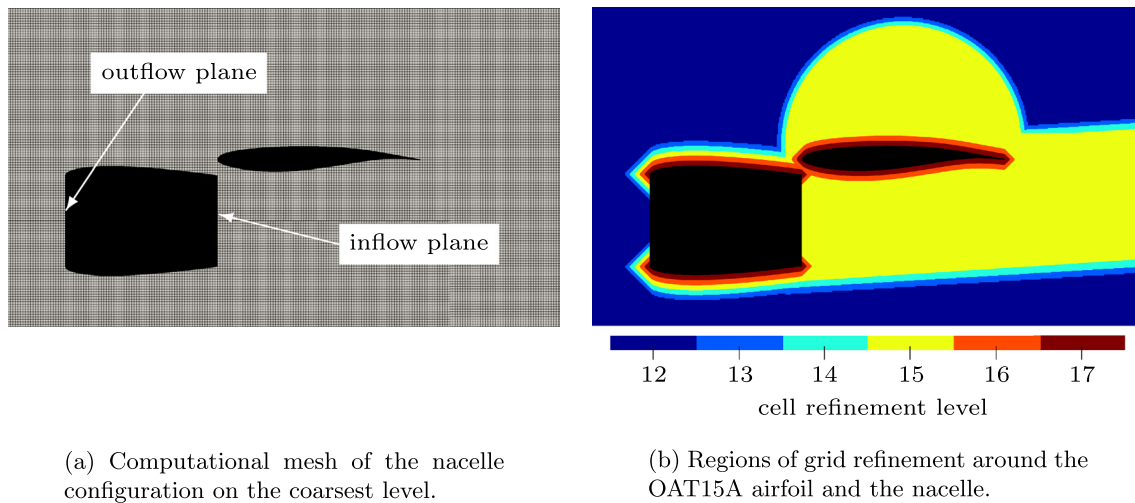 outflow plane
inflow plane
12 13 14 15 16 17
cell refinement level
(a) Computational mesh of the nacelle
configuration on the coarsest level.
(b) Regions of grid refinement around the
OAT15A airfoil and the nacelle.